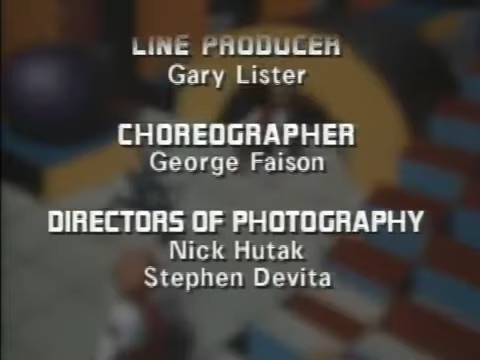 LINE PRODUCER
Gary Lister
CHOREOGRAPHER
George Faison
DIRECTORS OF PHOTOGRAPHY
Nick Hutak
Stephen Devita